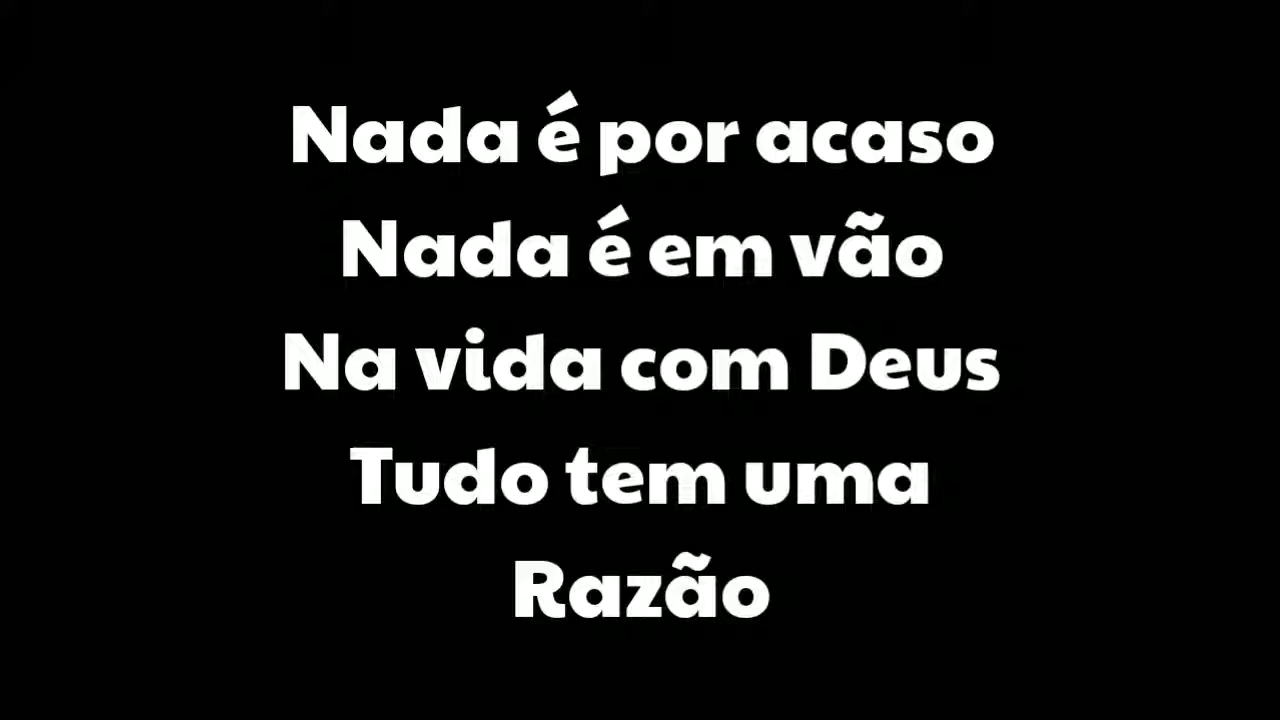 Nada é por acaso
Nada é em vão
Na vida com Deus
Tudo tem uma
Razão